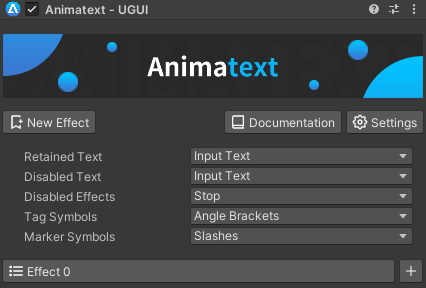 Animatext - UGUI
Animatext
New Effect
Documentation
Settings
Retained Text Input Text
Disabled Text Input Text
Disabled Effects Stop
Tag Symbols Angle Brackets
Marker Symbols Slashes
Effect 0